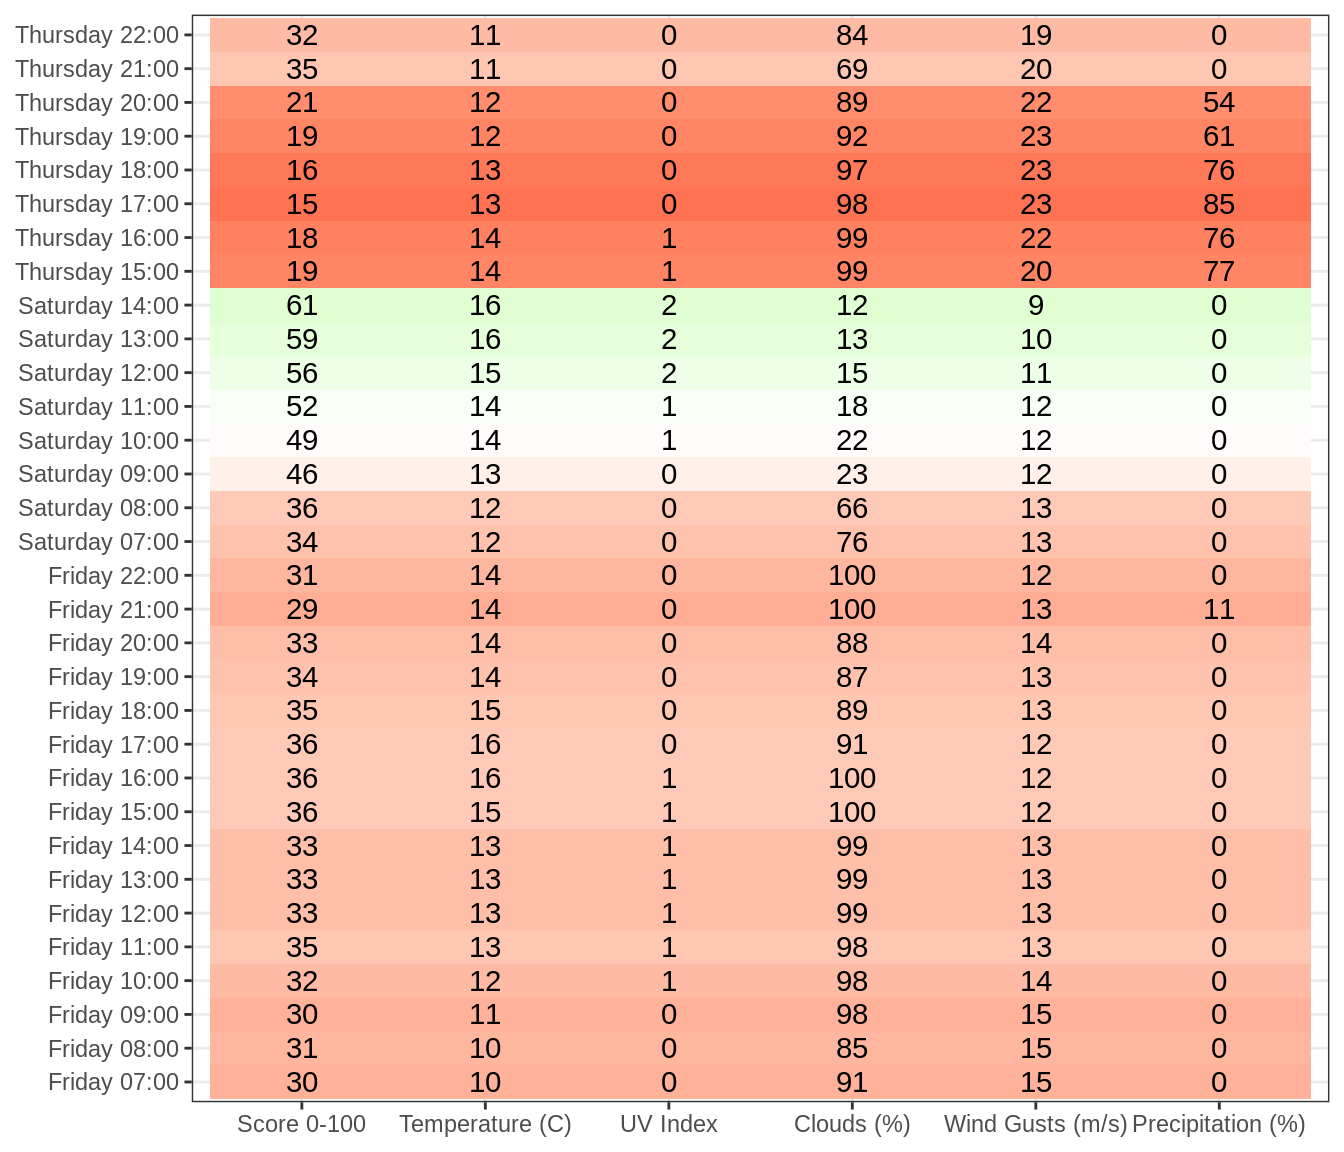 Thursday 22:00 32 11 0 84 19 0
Thursday 21:00 35 11 0 69 20 0
Thursday 20:00 21 12 0 89 22 54
Thursday 19:00 19 12 0 92 23 61
Thursday 18:00 16 13 0 97 23 76
Thursday 17:00 15 13 0 98 23 85
Thursday 16:00 18 14 1 99 22 76
Thursday 15:00 19 14 1 99 20 77
Saturday 14:00 61 16 2 12 9 0
Saturday 13:00 59 16 2 13 10 0
Saturday 12:00 56 15 2 15 11 0
Saturday 11:00 52 14 1 18 12 0
Saturday 10:00 49 14 1 22 12 0
Saturday 09:00 46 13 0 23 12 0
Saturday 08:00 36 12 0 66 13 0
Saturday 07:00 34 12 0 76 13 0
Friday 22:00 31 14 0 100 12 0
Friday 21:00 29 14 0 100 13 11
Friday 20:00 33 14 0 88 14 0
Friday 19:00 34 14 0 87 13 0
Friday 18:00 35 15 0 89 13 0
Friday 17:00 36 16 0 91 12 0
Friday 16:00 36 16 1 100 12 0
Friday 15:00 36 15 1 100 12 0
Friday 14:00 33 13 1 99 13 0
Friday 13:00 33 13 1 99 13 0
Friday 12:00 33 13 1 99 13 0
Friday 11:00 35 13 1 98 13 0
Friday 10:00 32 12 1 98 14 0
Friday 09:00 30 11 0 98 15 0
Friday 08:00 31 10 0 85 15 0
Friday 07:00 30 10 0 91 15 0
Score 0-100 Temperature (C) UV Index Clouds (%) Wind Gusts (m/s) Precipitation (%)